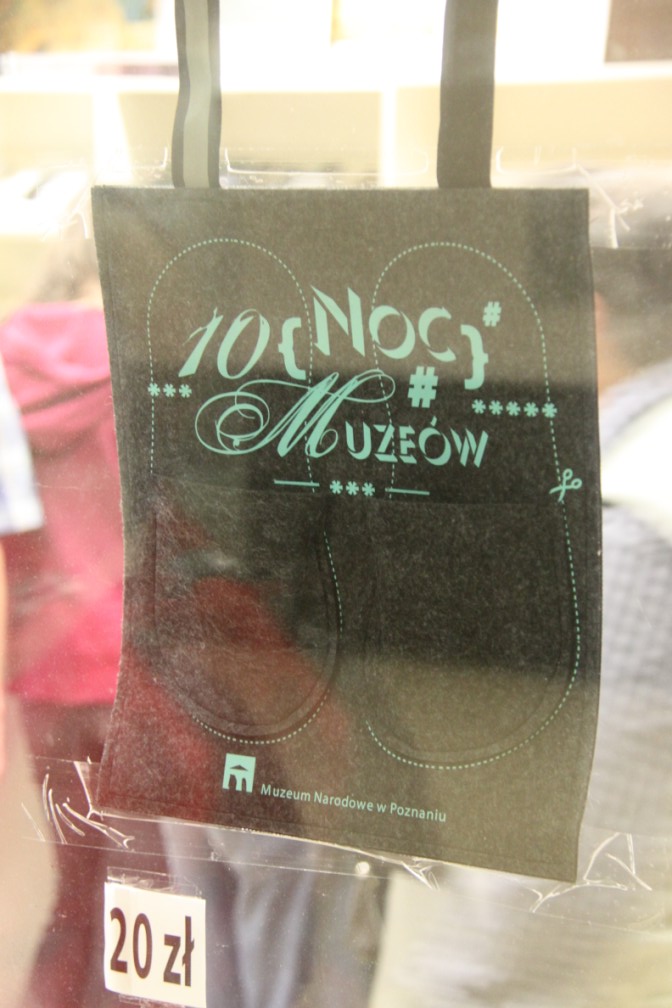 10 { NOC } #
*** # *****
MUZEÓW
— *** —
Muzeum Narodowe w Poznaniu
20 zł